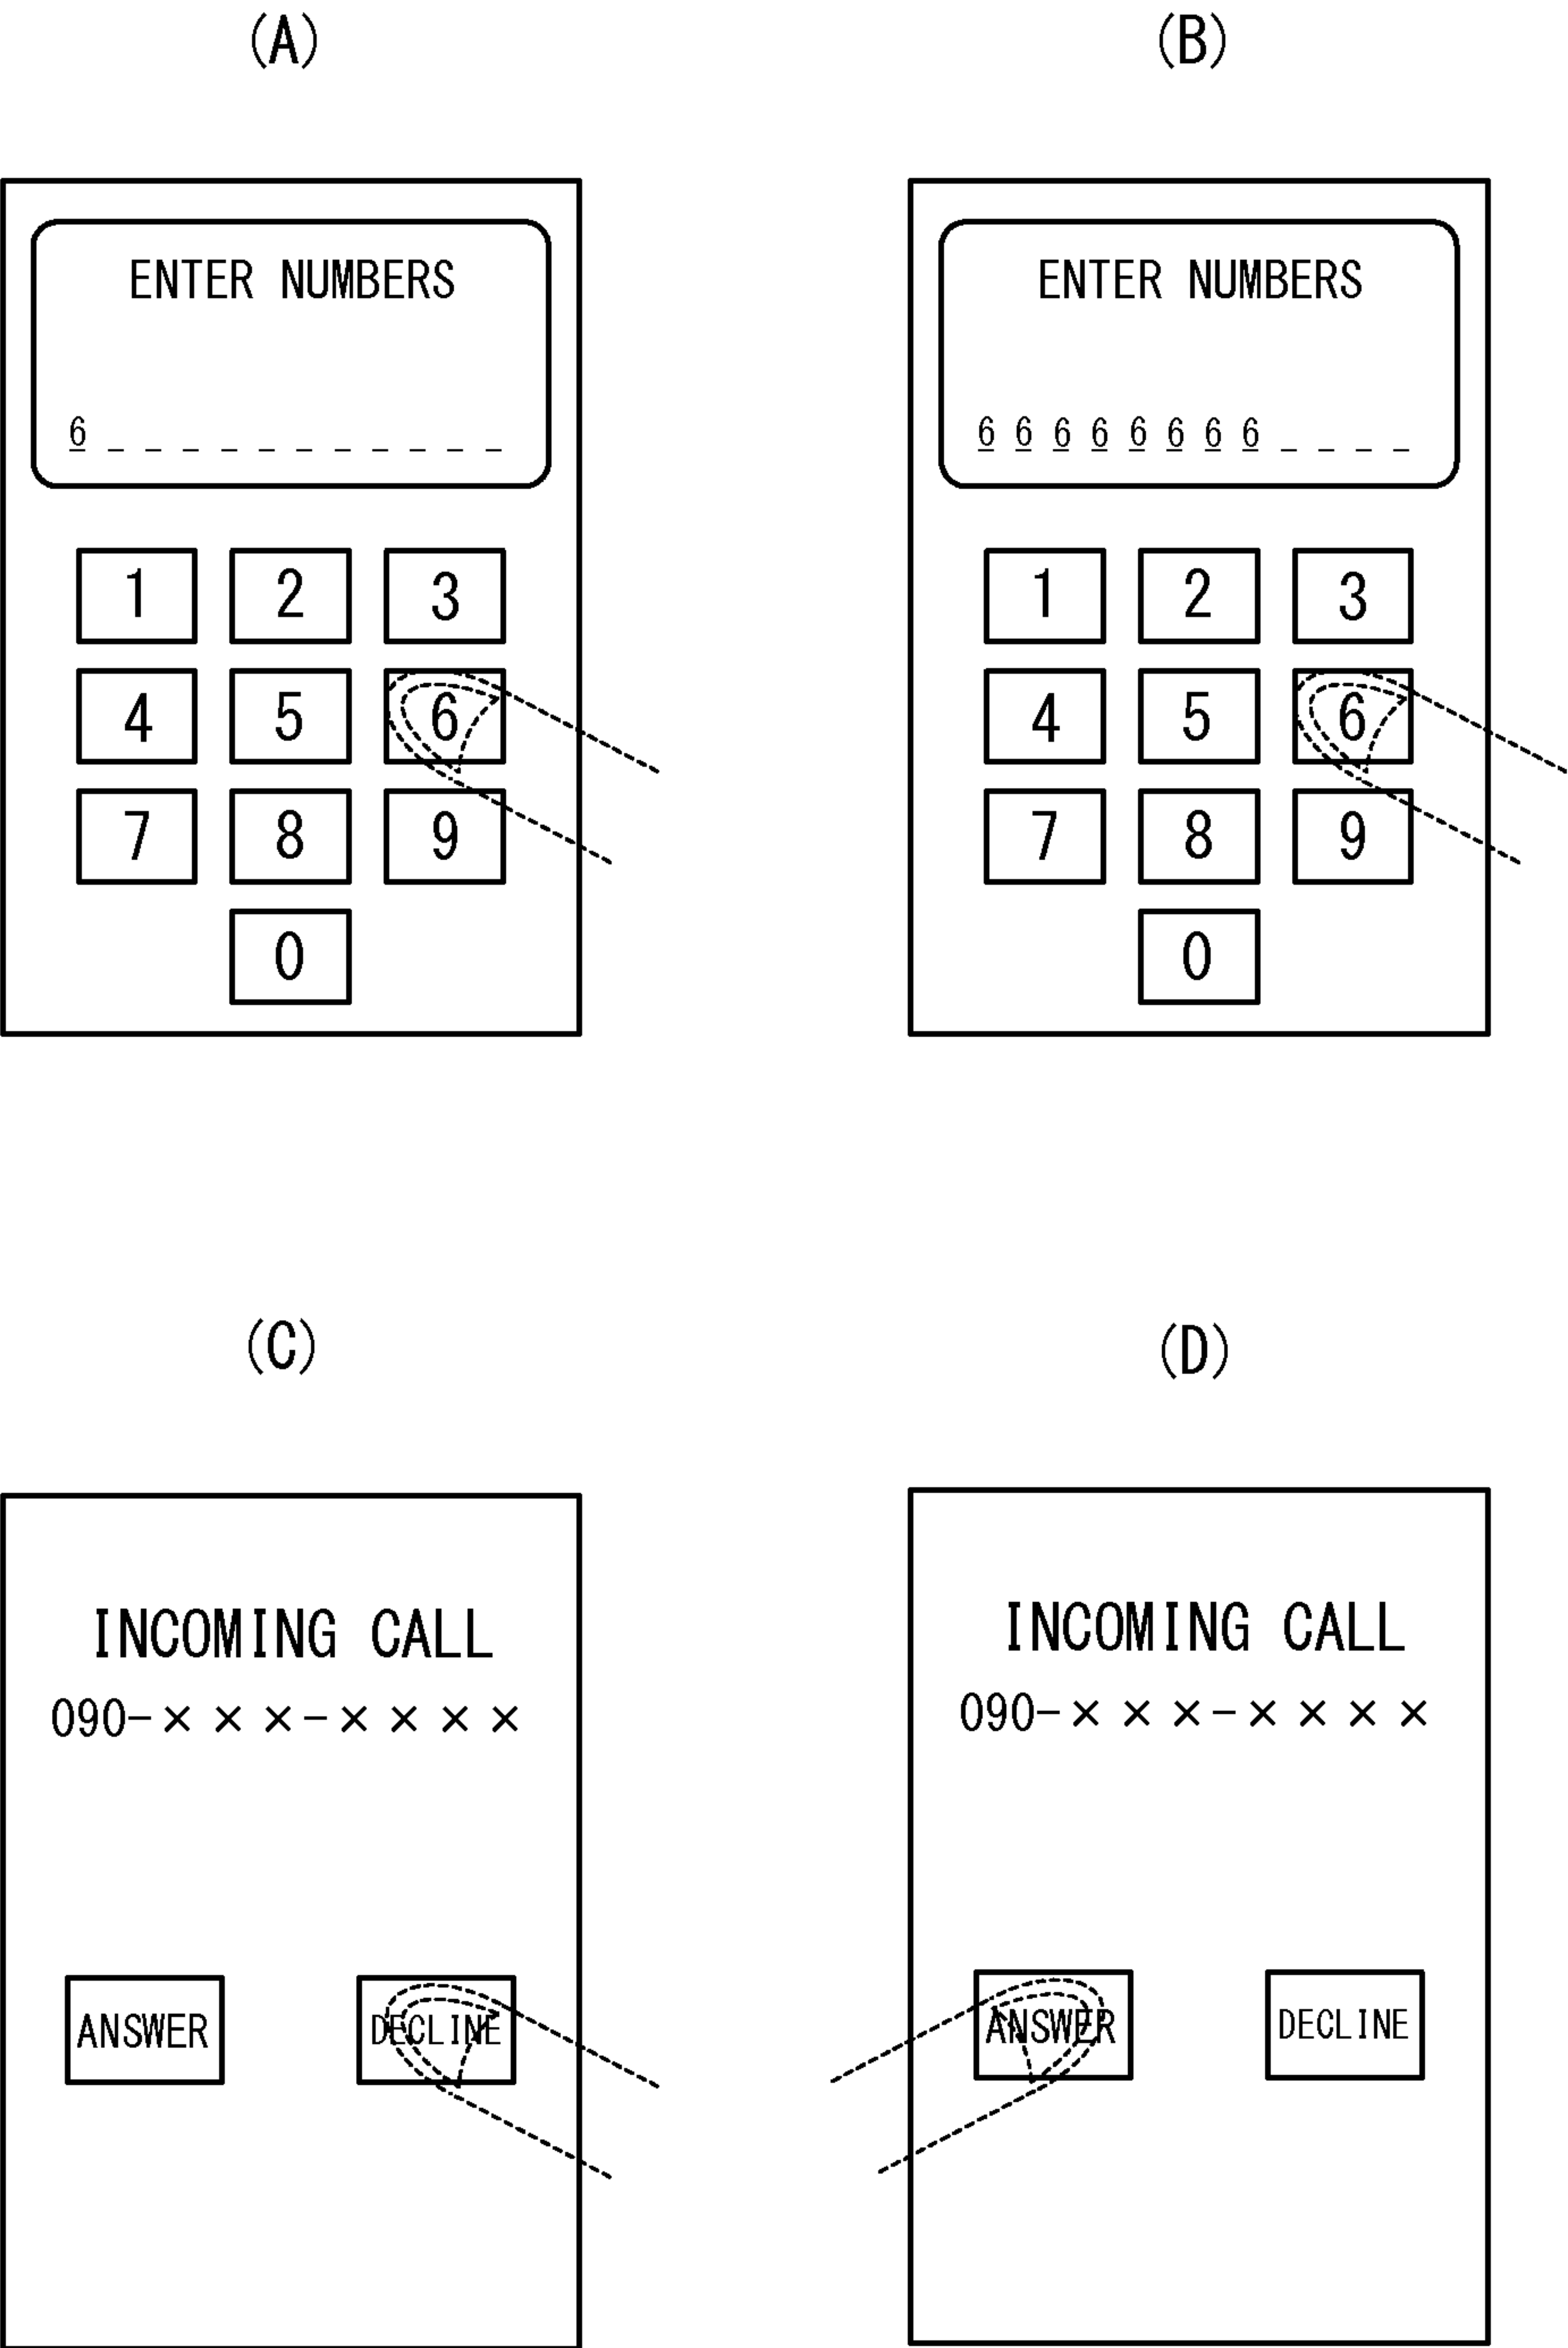 (A)
ENTER NUMBERS
6 _ _ _ _ _ _ _ _ _ _ _
1 2 3
4 5 6
7 8 9
0
(B)
ENTER NUMBERS
6 6 6 6 6 6 6 6 _ _ _ _
1 2 3
4 5 6
7 8 9
0
(C)
INCOMING CALL
090-×××-××××
ANSWER DECLINE
(D)
INCOMING CALL
090-×××-××××
ANSWER DECLINE